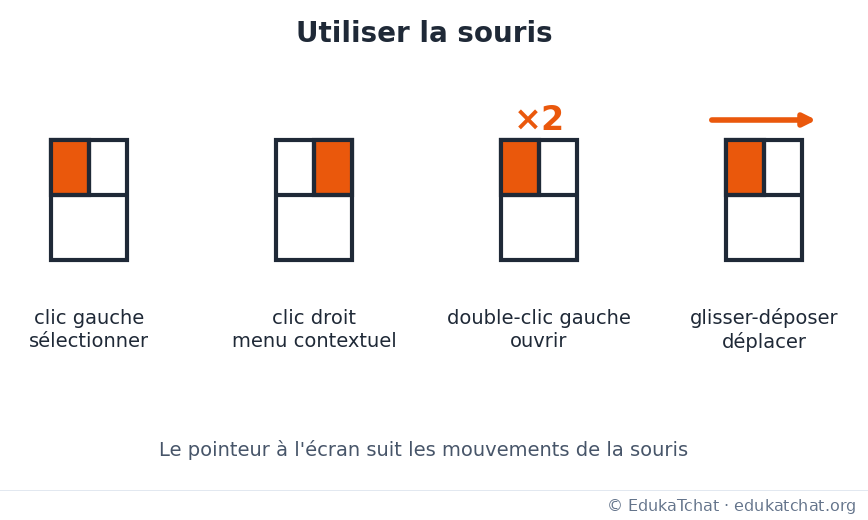 Utiliser la souris
×2
clic gauche
sélectionner
clic droit
menu contextuel
double-clic gauche
ouvrir
glisser-déposer
déplacer
Le pointeur à l'écran suit les mouvements de la souris
© EdukaTchat · edukatchat.org